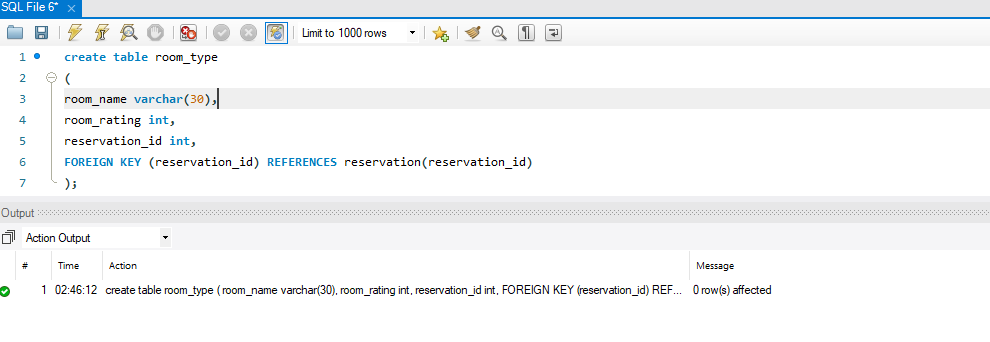 SQL File 6*
Limit to 1000 rows
1 create table room_type
2 (
3 room_name varchar(30),
4 room_rating int,
5 reservation_id int,
6 FOREIGN KEY (reservation_id) REFERENCES reservation(reservation_id)
7 );
Output
Action Output
# Time Action Message
1 02:46:12 create table room_type ( room_name varchar(30), room_rating int, reservation_id int, FOREIGN KEY (reservation_id) REF... 0 row(s) affected